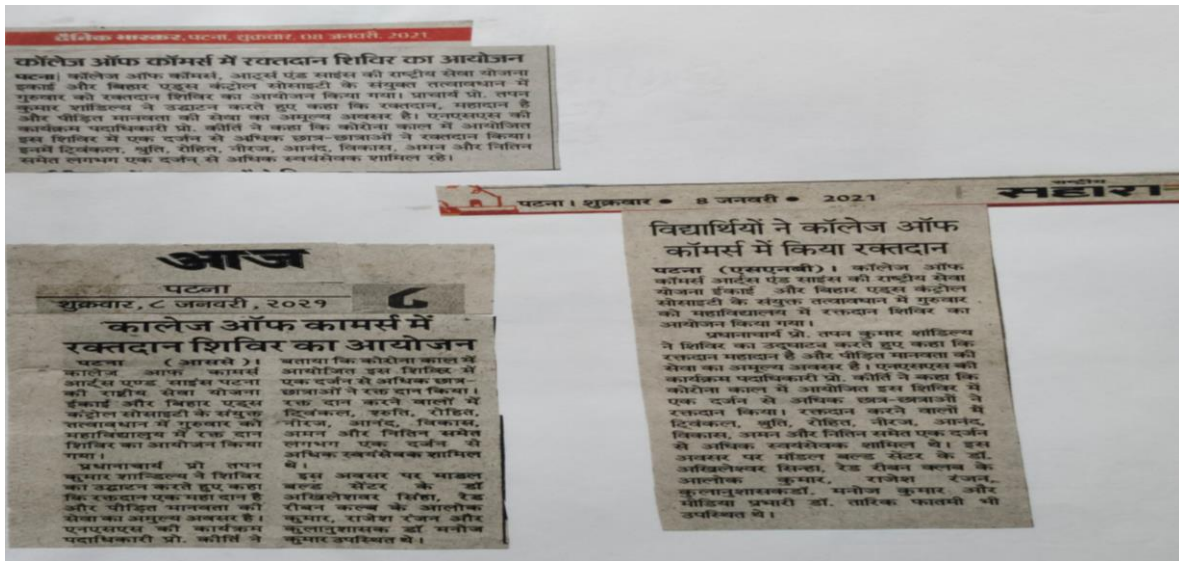 दैनिक भास्कर, पटना, शुक्रवार, 08 जनवरी, 2021
कॉलेज ऑफ कॉमर्स में रक्तदान शिविर का आयोजन
पटना| कॉलेज ऑफ कॉमर्स, आर्ट्स एंड साइंस की राष्ट्रीय सेवा योजना
इकाई और बिहार एड्स कंट्रोल सोसाइटी के संयुक्त तत्वावधान में
गुरुवार को रक्तदान शिविर का आयोजन किया गया। प्राचार्य प्रो. तपन
कुमार शांडिल्य ने उद्घाटन करते हुए कहा कि रक्तदान, महादान है
और पीड़ित मानवता की सेवा का अमूल्य अवसर है। एनएसएस की
कार्यक्रम पदाधिकारी प्रो. कीर्ति ने कहा कि कोरोना काल में आयोजित
इस शिविर में एक दर्जन से अधिक छात्र-छात्राओं ने रक्तदान किया।
इनमें ट्विंकल, श्रुति, रोहित, नीरज, आनंद, विकास, अमन और नितिन
समेत लगभग एक दर्जन से अधिक स्वयंसेवक शामिल रहे।
पटना। शुक्रवार ● 8 जनवरी ● 2021
राष्ट्रीय
सहारा
विद्यार्थियों ने कॉलेज ऑफ
कॉमर्स में किया रक्तदान
पटना (एसएनबी)। कॉलेज ऑफ
कॉमर्स आर्ट्स एंड साइंस की राष्ट्रीय सेवा
योजना ईकाई और बिहार एड्स कंट्रोल
सोसाइटी के संयुक्त तत्वावधान में गुरुवार
को महाविद्यालय में रक्तदान शिविर का
आयोजन किया गया।
प्रधानाचार्य प्रो. तपन कुमार शांडिल्य
ने शिविर का उद्घाटन करते हुए कहा कि
रक्तदान महादान है और पीड़ित मानवता की
सेवा का अमूल्य अवसर है। एनएसएस की
कार्यक्रम पदाधिकारी प्रो. कीर्ति ने कहा कि
कोरोना काल में आयोजित इस शिविर में
एक दर्जन से अधिक छात्र-छात्राओं ने
रक्तदान किया। रक्तदान करने वालों में
ट्विंकल, श्रुति, रोहित, नीरज, आनंद,
विकास, अमन और नितिन समेत एक दर्जन
से अधिक स्वयंसेवक शामिल थे। इस
अवसर पर मॉडल ब्लड सेंटर के डॉ.
अखिलेश्वर सिन्हा, रेड रीबन क्लब के
आलोक कुमार, राजेश रंजन,
कुलानुशासकडॉ, मनोज कुमार और
मीडिया प्रभारी डॉ. तारिक फातमी भी
उपस्थित थे।
आज
पटना
शुक्रवार, ८ जनवरी, २०२१
८
कालेज ऑफ कामर्स में
रक्तदान शिविर का आयोजन
पटना (आससे)।
कालेज आफ कामर्स
आर्ट्स एण्ड साइंस पटना
की राष्ट्रीय सेवा योजना
ईकाई और बिहार एड्स
कंट्रोल सोसाइटी के संयुक्त
तत्वावधान में गुरुवार को
महाविद्यालय में रक्त दान
शिविर का आयोजन किया
गया।
प्रधानाचार्य प्रो तपन
कुमार शान्डिल्य ने शिविर
का उद्घाटन करते हुए कहा
कि रक्तदान एक महा दान है
और पीड़ित मानवता की
सेवा का अमूल्य अवसर है।
एनएसएस की कार्यक्रम
पदाधिकारी प्रो. कीर्ति ने
बताया कि कोरोना काल में
आयोजित इस शिविर में
एक दर्जन से अधिक छात्र-
छात्राओं ने रक्त दान किया।
रक्त दान करने वालों में
ट्विंकल, श्रुति, रोहित,
नीरज, आनंद, विकास,
अमन और नितिन समेत
लगभग एक दर्जन से
अधिक स्वयंसेवक शामिल
थे।
इस अवसर पर माडल
ब्लड सेंटर के डॉ
अखिलेशवर सिंहा, रेड
रीबन कल्ब के आलोक
कुमार, राजेश रंजन और
कुलानुशासक डॉ मनोज
कुमार उपस्थित थे।